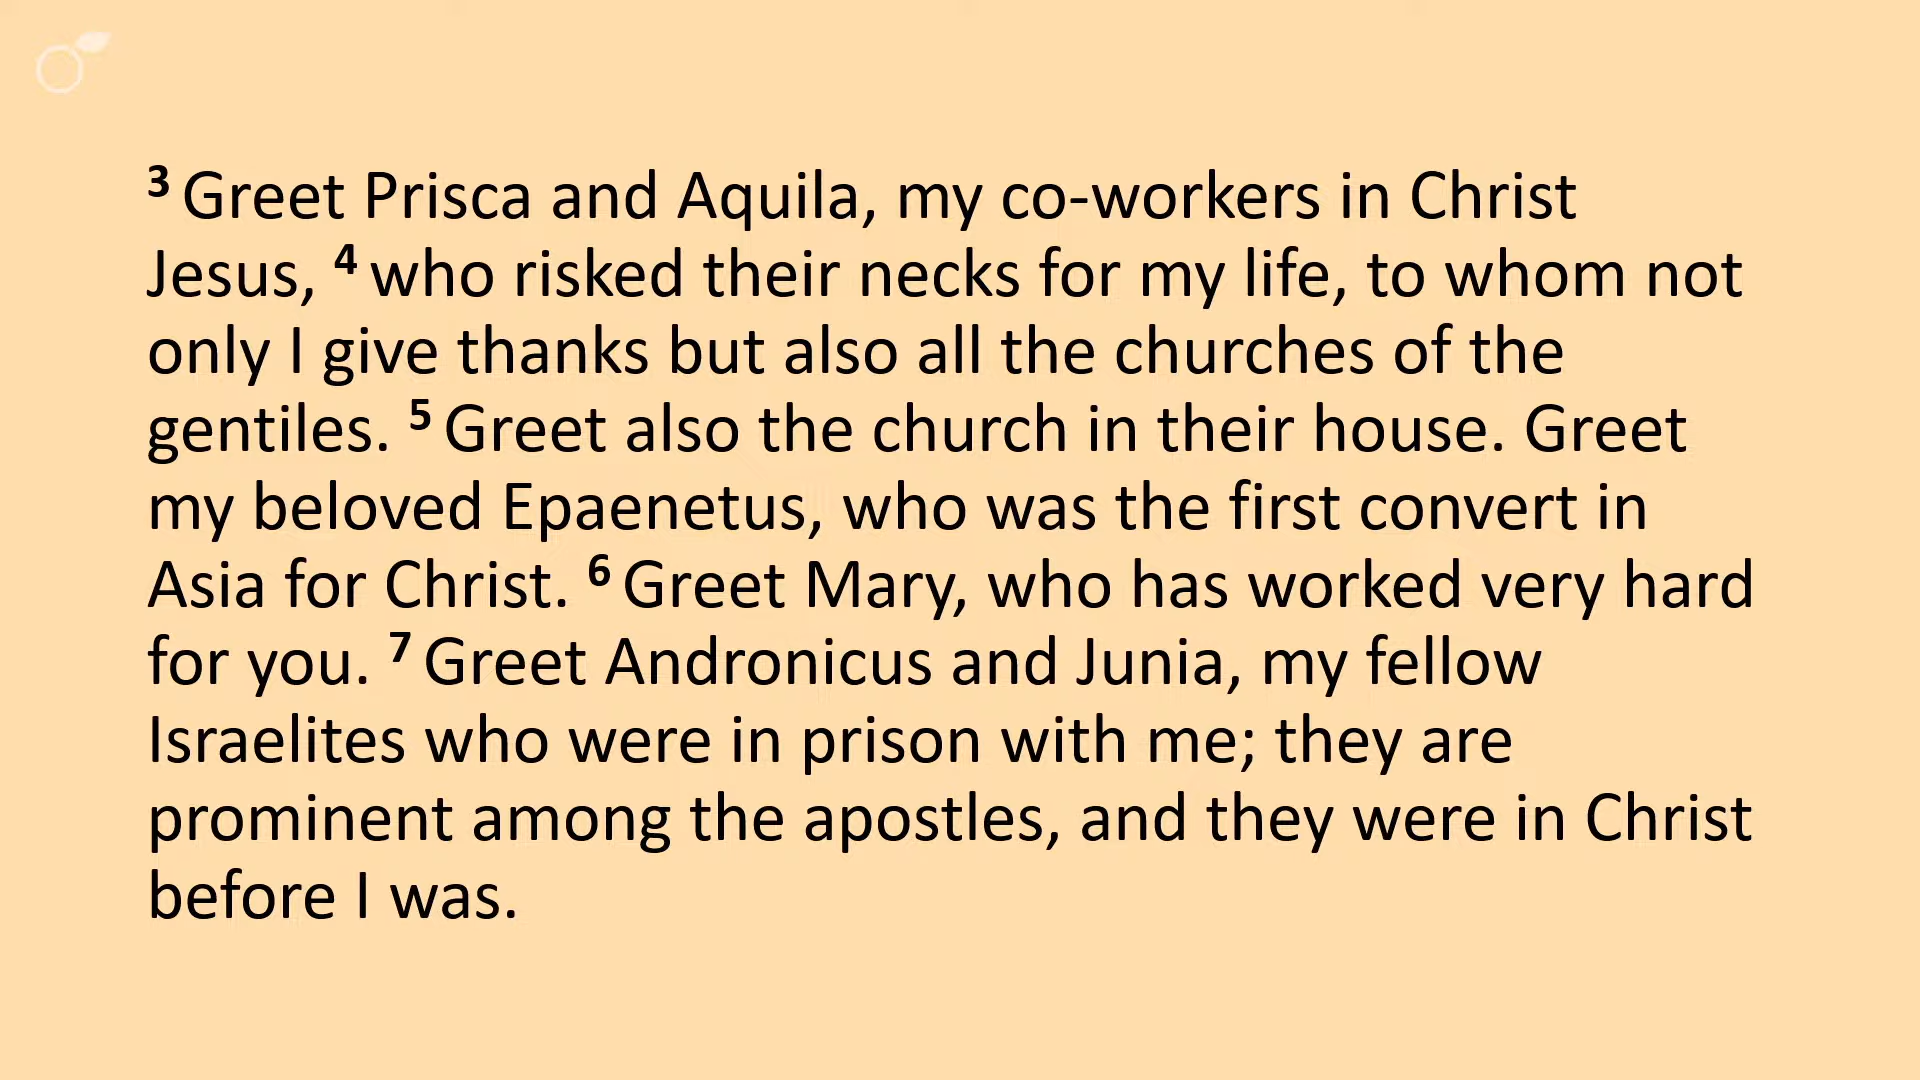 3 Greet Prisca and Aquila, my co-workers in Christ
Jesus, 4 who risked their necks for my life, to whom not
only I give thanks but also all the churches of the
gentiles. 5 Greet also the church in their house. Greet
my beloved Epaenetus, who was the first convert in
Asia for Christ. 6 Greet Mary, who has worked very hard
for you. 7 Greet Andronicus and Junia, my fellow
Israelites who were in prison with me; they are
prominent among the apostles, and they were in Christ
before I was.